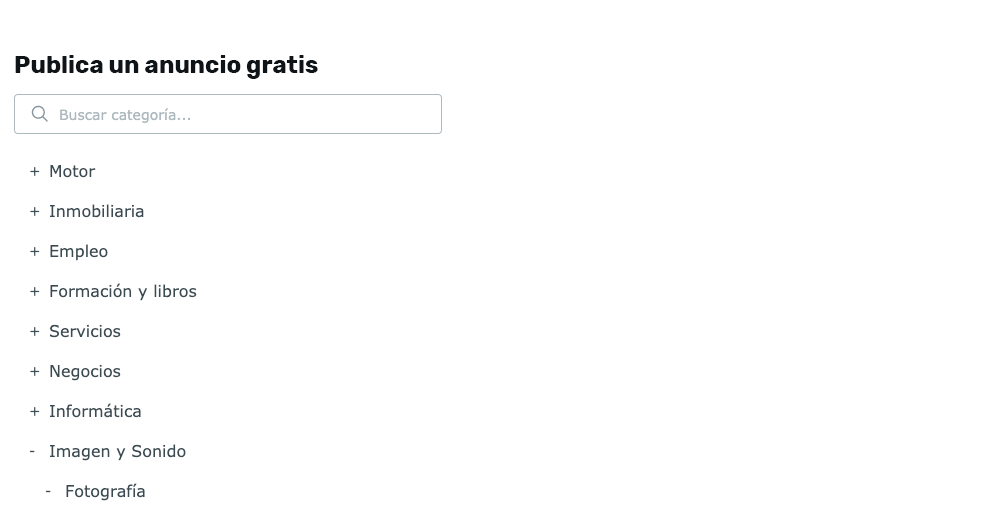 Publica un anuncio gratis
Buscar categoría...
+ Motor
+ Inmobiliaria
+ Empleo
+ Formación y libros
+ Servicios
+ Negocios
+ Informática
- Imagen y Sonido
- Fotografía